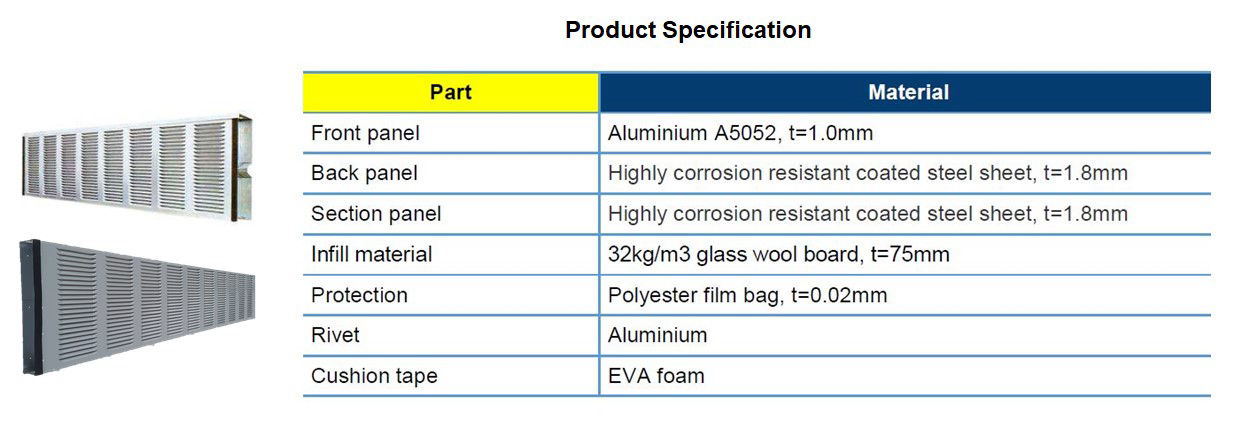 Product Specification
Part Material
Front panel Aluminium A5052, t=1.0mm
Back panel Highly corrosion resistant coated steel sheet, t=1.8mm
Section panel Highly corrosion resistant coated steel sheet, t=1.8mm
Infill material 32kg/m3 glass wool board, t=75mm
Protection Polyester film bag, t=0.02mm
Rivet Aluminium
Cushion tape EVA foam